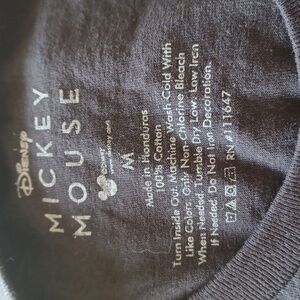 Disney
MICKEY
MOUSE
©DISNEY
M
Made in Honduras
100% Cotton
Turn Inside Out. Machine Wash Cold With
Like Colors. Only Non-Chlorine Bleach
When Needed. Tumble Dry Low. Low Iron
If Needed. Do Not Iron Decoration.
RN#111647